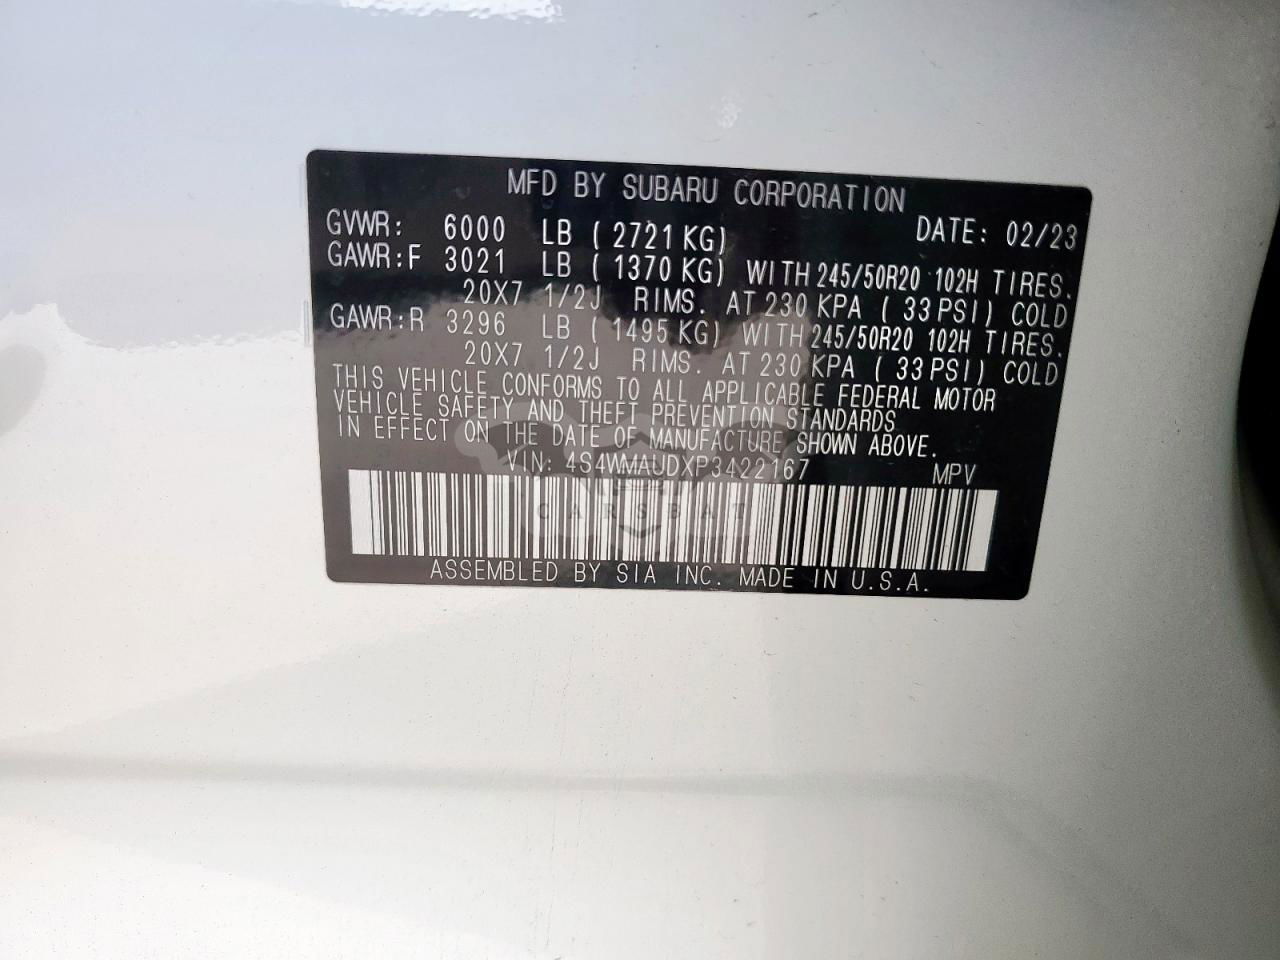 MFD BY SUBARU CORPORATION
GVWR: 6000 LB ( 2721 KG) DATE: 02/23
GAWR:F 3021 LB ( 1370 KG) WITH 245/50R20 102H TIRES.
20X7 1/2J RIMS. AT 230 KPA ( 33 PSI) COLD
GAWR:R 3296 LB ( 1495 KG) WITH 245/50R20 102H TIRES.
20X7 1/2J RIMS. AT 230 KPA ( 33 PSI) COLD
THIS VEHICLE CONFORMS TO ALL APPLICABLE FEDERAL MOTOR
VEHICLE SAFETY AND THEFT PREVENTION STANDARDS
IN EFFECT ON THE DATE OF MANUFACTURE SHOWN ABOVE.
VIN: 4S4WMAUDXP3422167 MPV
CARSBAT
ASSEMBLED BY SIA INC. MADE IN U.S.A.